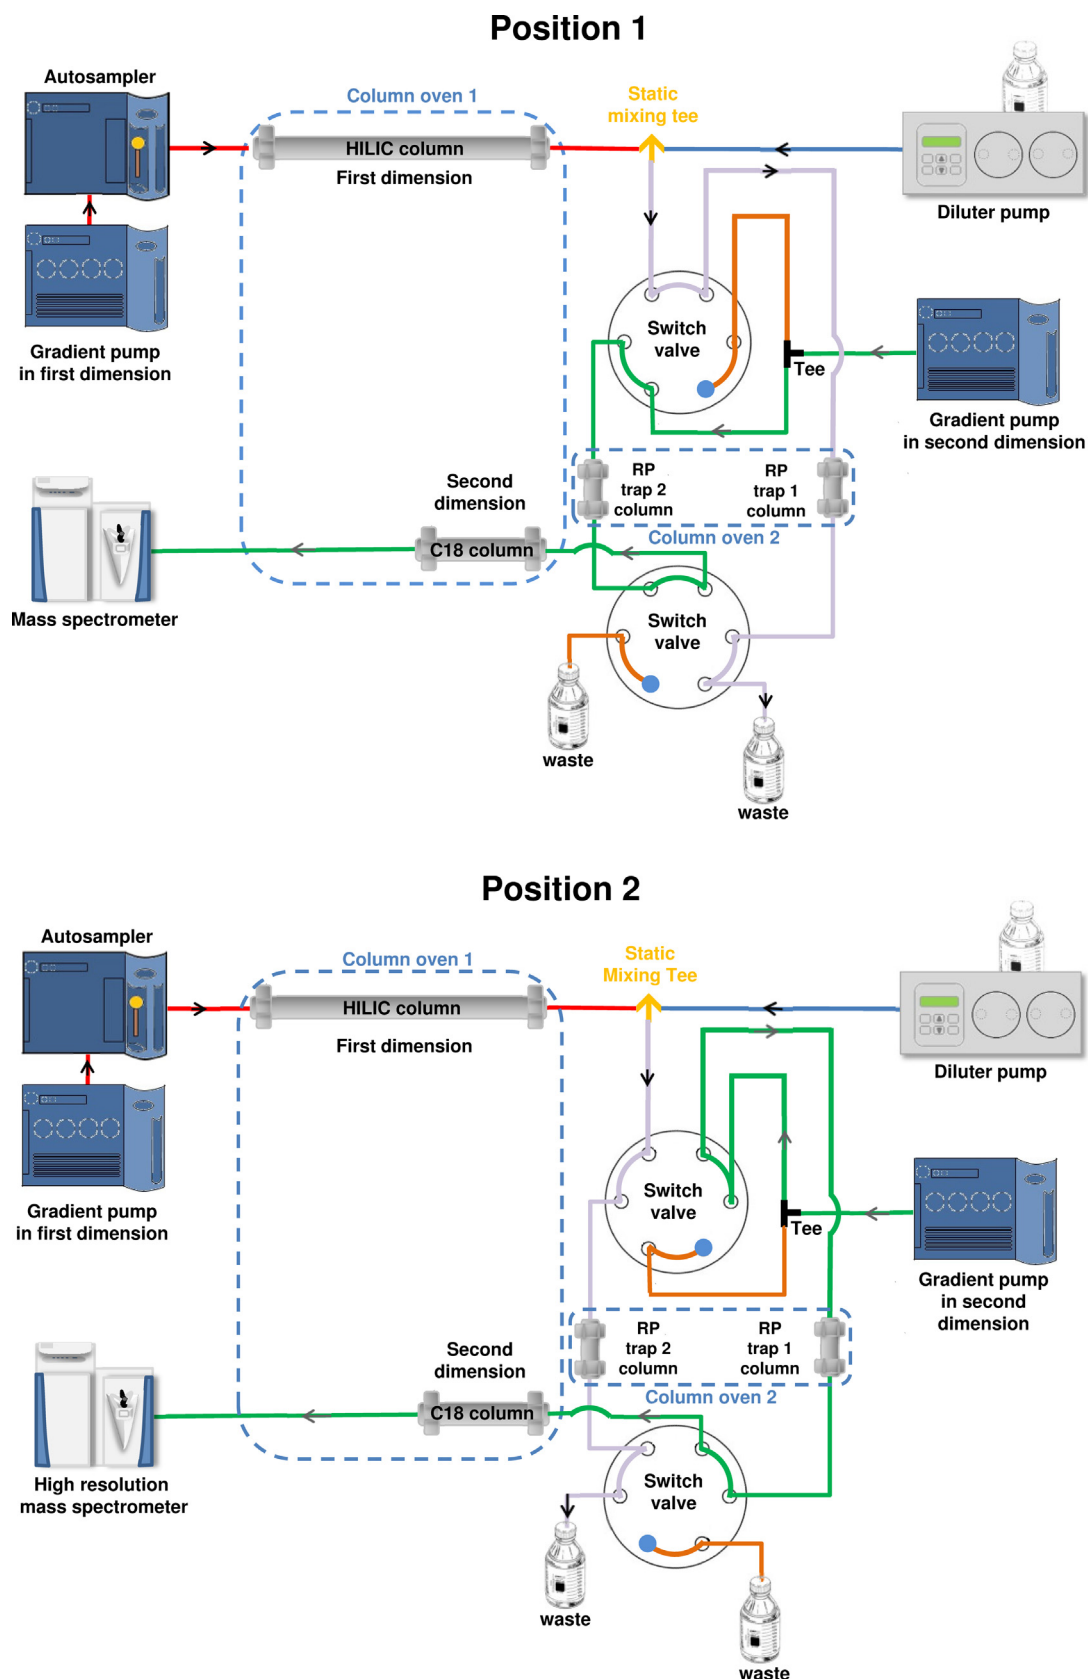 Position 1
Autosampler
Column oven 1
Static
mixing tee
HILIC column
First dimension
Diluter pump
Gradient pump
in first dimension
Switch
valve
Tee
Gradient pump
in second dimension
RP
trap 2
column
RP
trap 1
column
Second
dimension
Column oven 2
C18 column
Mass spectrometer
Switch
valve
waste
waste
Position 2
Autosampler
Column oven 1
Static
Mixing Tee
HILIC column
First dimension
Diluter pump
Gradient pump
in first dimension
Switch
valve
Tee
Gradient pump
in second
dimension
RP
trap 2
column
RP
trap 1
column
Second
dimension
Column oven 2
C18 column
High resolution
mass spectrometer
Switch
valve
waste
waste